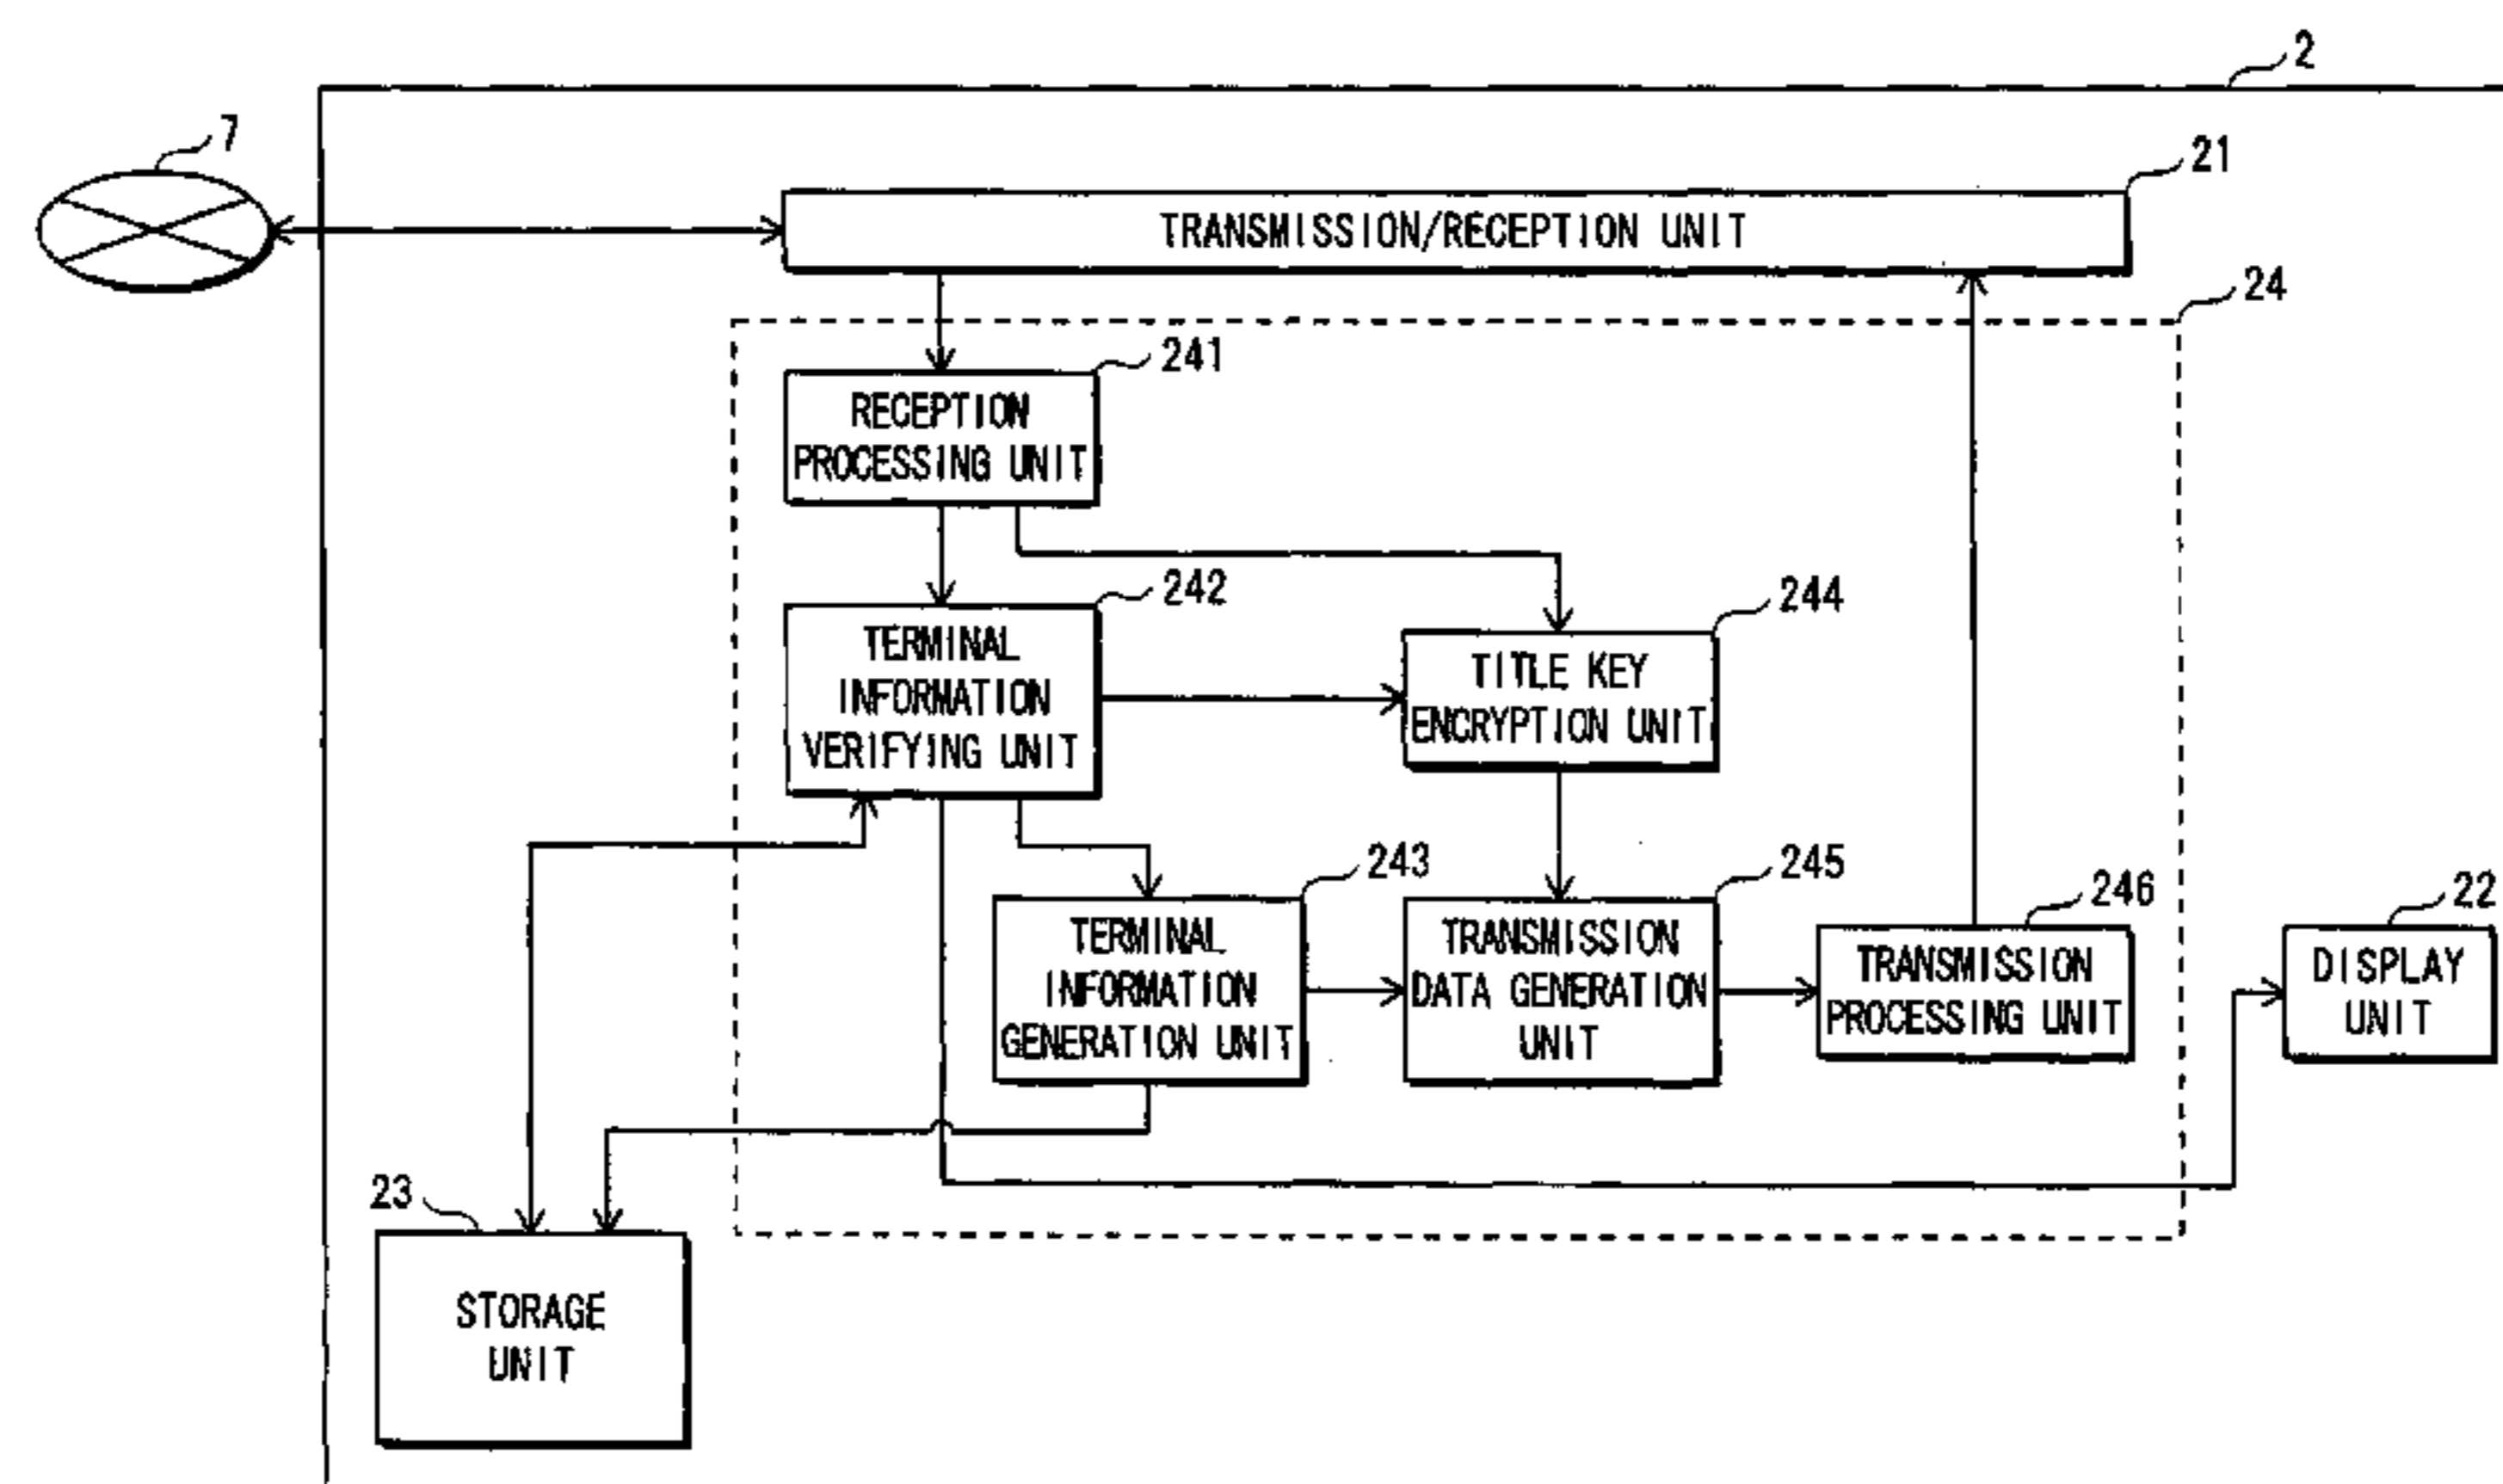 2
7
21
TRANSMISSION/RECEPTION UNIT
24
241
RECEPTION
PROCESSING UNIT
242
TERMINAL
INFORMATION
VERIFYING UNIT
244
TITLE KEY
ENCRYPTION UNIT
243
TERMINAL
INFORMATION
GENERATION UNIT
245
TRANSMISSION
DATA GENERATION
UNIT
246
TRANSMISSION
PROCESSING UNIT
22
DISPLAY
UNIT
23
STORAGE
UNIT